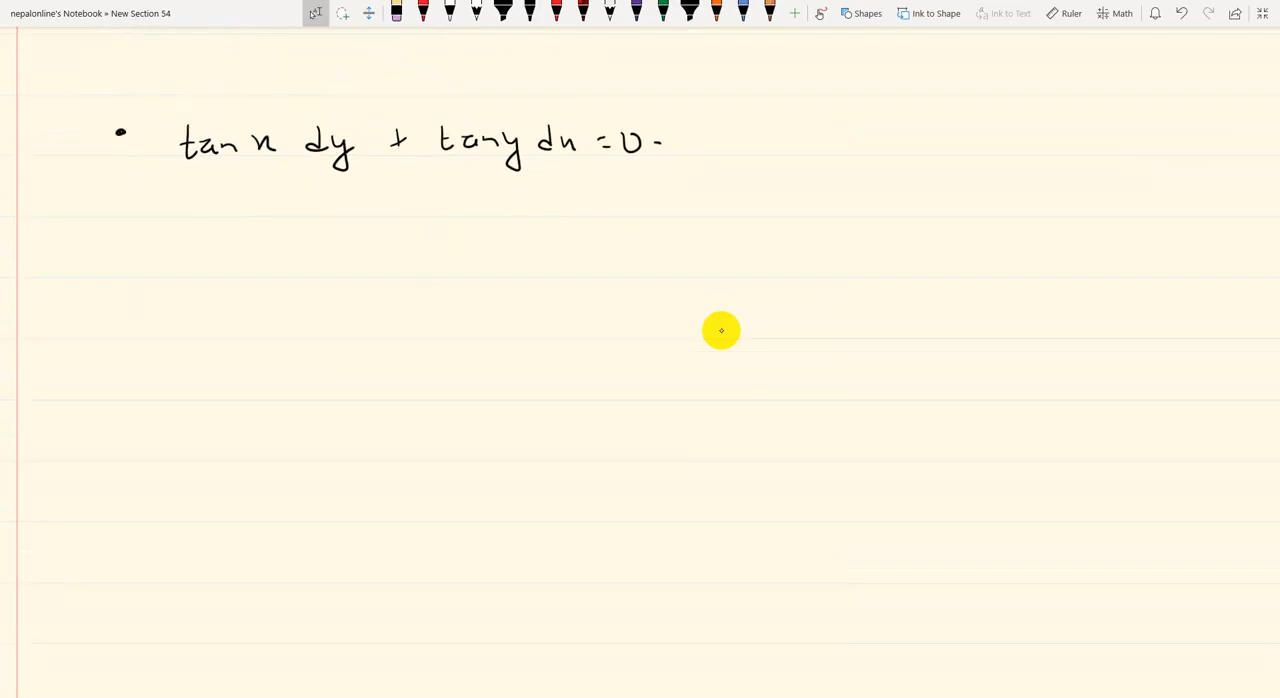 nepalonline's Notebook » New Section 54
Shapes Ink to Shape Ink to Text Ruler Math
• tan x dy + tan y dx = 0 -